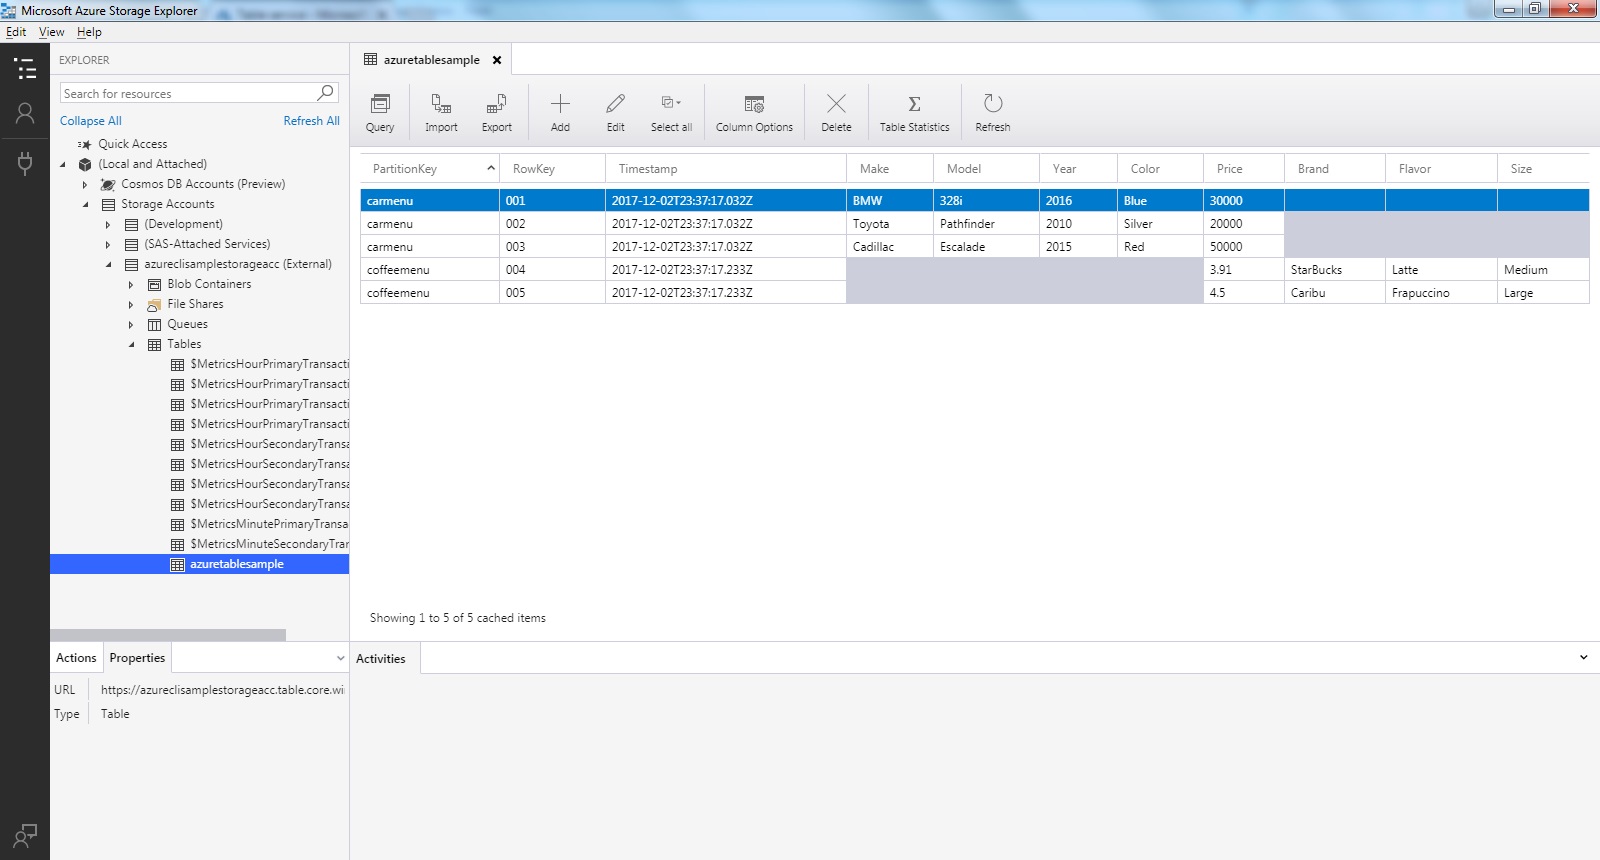 Microsoft Azure Storage Explorer
Edit View Help
EXPLORER
Search for resources
Collapse All Refresh All
Quick Access
(Local and Attached)
Cosmos DB Accounts (Preview)
Storage Accounts
(Development)
(SAS-Attached Services)
azureclisamplestorageacc (External)
Blob Containers
File Shares
Queues
Tables
$MetricsHourPrimaryTransacti
$MetricsHourPrimaryTransacti
$MetricsHourPrimaryTransacti
$MetricsHourPrimaryTransacti
$MetricsHourSecondaryTransa
$MetricsHourSecondaryTransa
$MetricsHourSecondaryTransa
$MetricsHourSecondaryTransa
$MetricsMinutePrimaryTransa
$MetricsMinuteSecondaryTran
azuretablesample
Actions Properties
URL https://azureclisamplestorageacc.table.core.wi
Type Table
azuretablesample
Query Import Export Add Edit Select all Column Options Delete Table Statistics Refresh
PartitionKey RowKey Timestamp Make Model Year Color Price Brand Flavor Size
carmenu 001 2017-12-02T23:37:17.032Z BMW 328i 2016 Blue 30000
carmenu 002 2017-12-02T23:37:17.032Z Toyota Pathfinder 2010 Silver 20000
carmenu 003 2017-12-02T23:37:17.032Z Cadillac Escalade 2015 Red 50000
coffeemenu 004 2017-12-02T23:37:17.233Z 3.91 StarBucks Latte Medium
coffeemenu 005 2017-12-02T23:37:17.233Z 4.5 Caribu Frapuccino Large
Showing 1 to 5 of 5 cached items
Activities